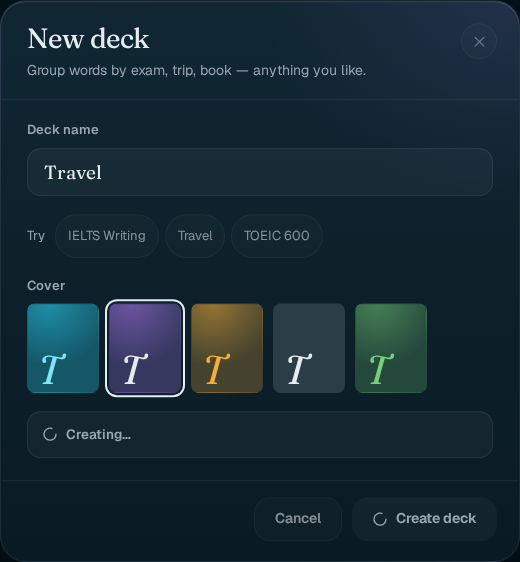 New deck
Group words by exam, trip, book — anything you like.
Deck name
Travel
Try IELTS Writing Travel TOEIC 600
Cover
T T T T T
Creating...
Cancel Create deck